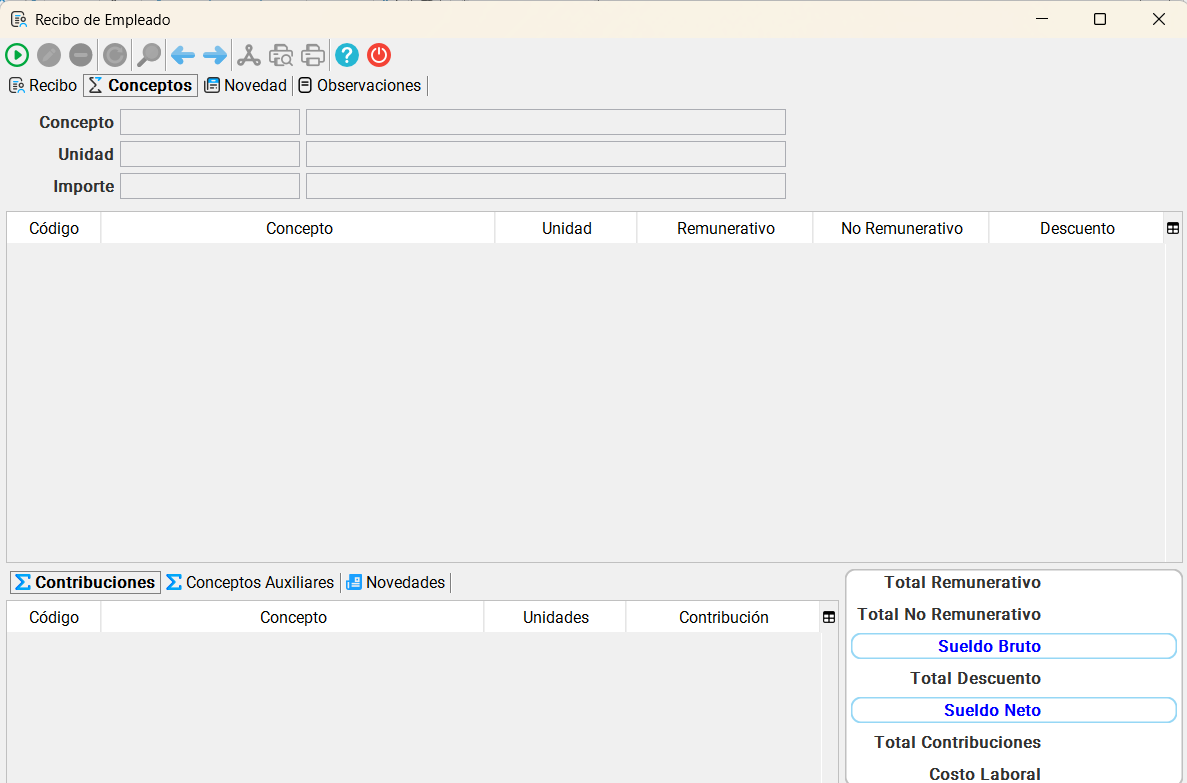 Recibo de Empleado
Recibo Conceptos Novedad Observaciones
Concepto
Unidad
Importe
Código Concepto Unidad Remunerativo No Remunerativo Descuento
Contribuciones Conceptos Auxiliares Novedades
Código Concepto Unidades Contribución
Total Remunerativo
Total No Remunerativo
Sueldo Bruto
Total Descuento
Sueldo Neto
Total Contribuciones
Costo Laboral